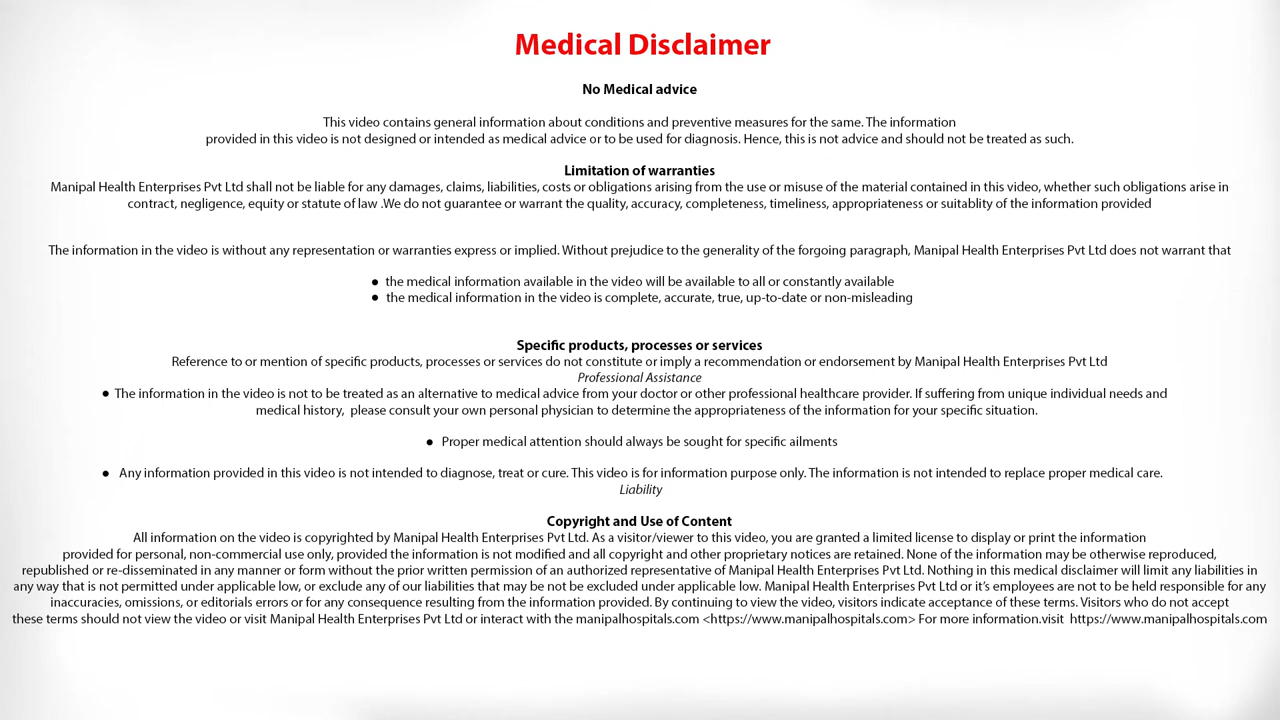 Medical Disclaimer
No Medical advice
This video contains general information about conditions and preventive measures for the same. The information
provided in this video is not designed or intended as medical advice or to be used for diagnosis. Hence, this is not advice and should not be treated as such.
Limitation of warranties
Manipal Health Enterprises Pvt Ltd shall not be liable for any damages, claims, liabilities, costs or obligations arising from the use or misuse of the material contained in this video, whether such obligations arise in
contract, negligence, equity or statute of law .We do not guarantee or warrant the quality, accuracy, completeness, timeliness, appropriateness or suitablity of the information provided
The information in the video is without any representation or warranties express or implied. Without prejudice to the generality of the forgoing paragraph, Manipal Health Enterprises Pvt Ltd does not warrant that
● the medical information available in the video will be available to all or constantly available
● the medical information in the video is complete, accurate, true, up-to-date or non-misleading
Specific products, processes or services
Reference to or mention of specific products, processes or services do not constitute or imply a recommendation or endorsement by Manipal Health Enterprises Pvt Ltd
Professional Assistance
● The information in the video is not to be treated as an alternative to medical advice from your doctor or other professional healthcare provider. If suffering from unique individual needs and
medical history, please consult your own personal physician to determine the appropriateness of the information for your specific situation.
● Proper medical attention should always be sought for specific ailments
● Any information provided in this video is not intended to diagnose, treat or cure. This video is for information purpose only. The information is not intended to replace proper medical care.
Liability
Copyright and Use of Content
All information on the video is copyrighted by Manipal Health Enterprises Pvt Ltd. As a visitor/viewer to this video, you are granted a limited license to display or print the information
provided for personal, non-commercial use only, provided the information is not modified and all copyright and other proprietary notices are retained. None of the information may be otherwise reproduced,
republished or re-disseminated in any manner or form without the prior written permission of an authorized representative of Manipal Health Enterprises Pvt Ltd. Nothing in this medical disclaimer will limit any liabilities in
any way that is not permitted under applicable low, or exclude any of our liabilities that may be not be excluded under applicable low. Manipal Health Enterprises Pvt Ltd or it's employees are not to be held responsible for any
inaccuracies, omissions, or editorials errors or for any consequence resulting from the information provided. By continuing to view the video, visitors indicate acceptance of these terms. Visitors who do not accept
these terms should not view the video or visit Manipal Health Enterprises Pvt Ltd or interact with the manipalhospitals.com <https://www.manipalhospitals.com> For more information.visit https://www.manipalhospitals.com